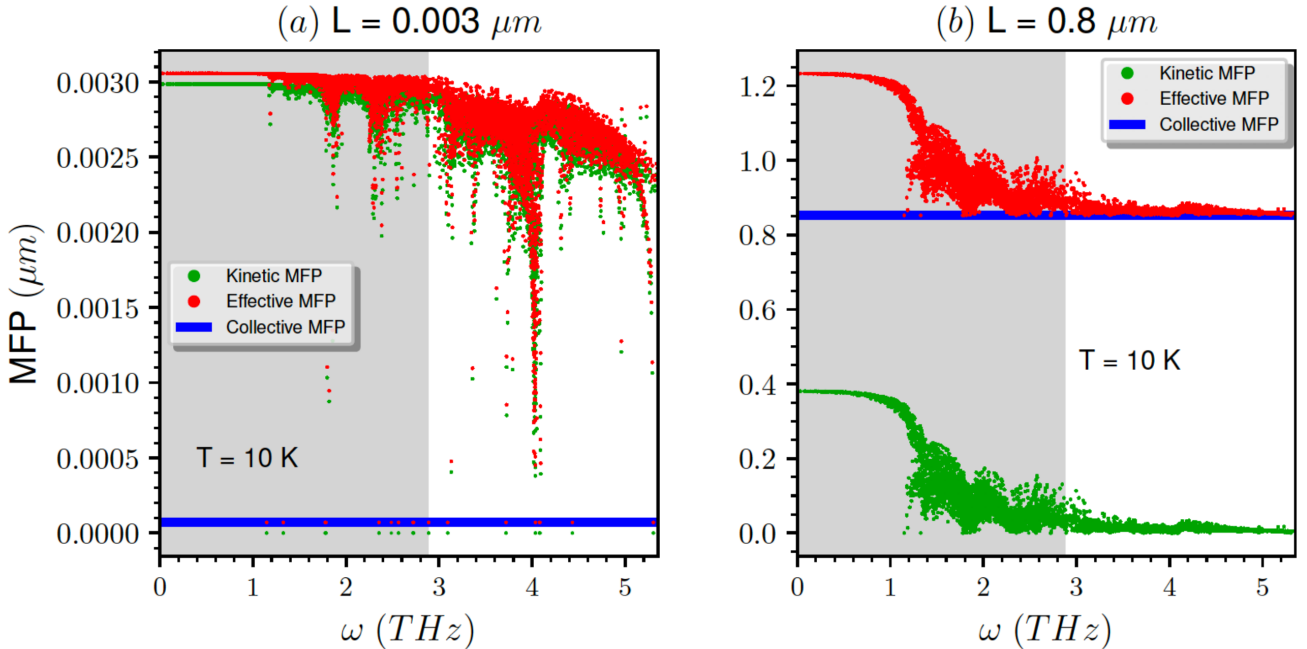 (a) L = 0.003 μm
MFP (μm)
0.0030
0.0025
0.0020
0.0015
0.0010
0.0005
0.0000
Kinetic MFP
Effective MFP
Collective MFP
T = 10 K
0 1 2 3 4 5
ω (THz)
(b) L = 0.8 μm
1.2
1.0
0.8
0.6
0.4
0.2
0.0
Kinetic MFP
Effective MFP
Collective MFP
T = 10 K
0 1 2 3 4 5
ω (THz)